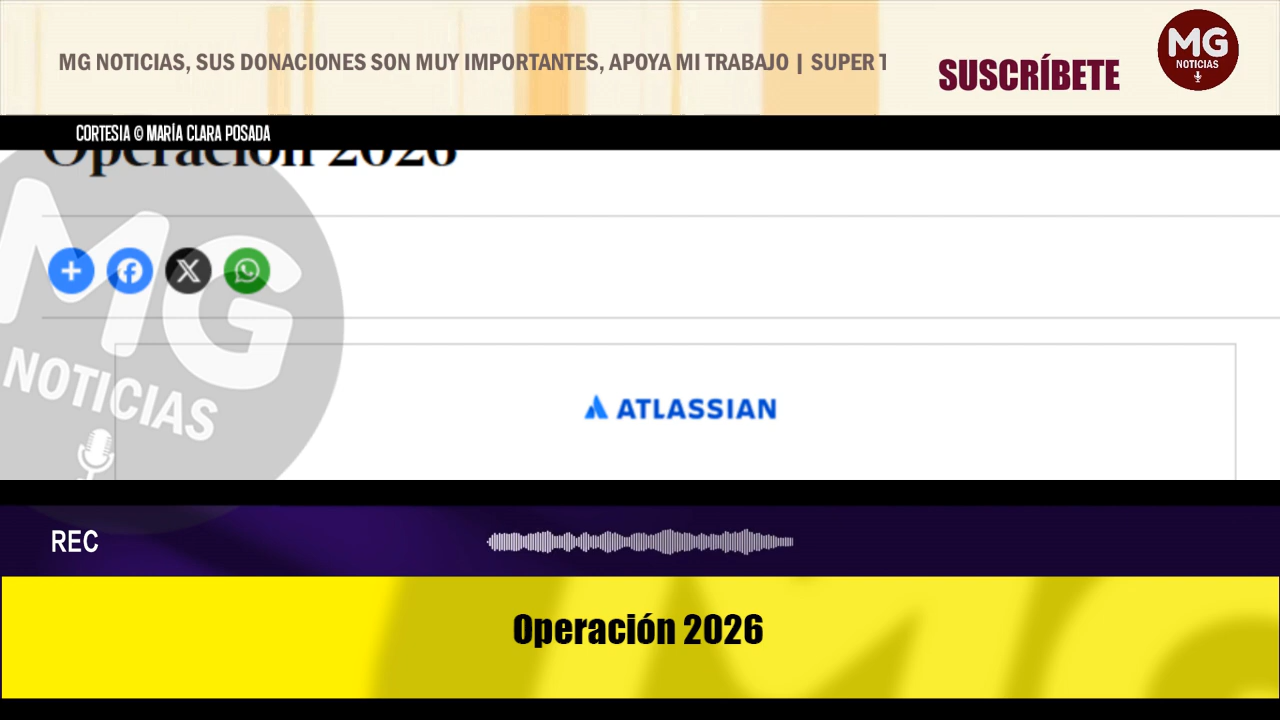 MG NOTICIAS, SUS DONACIONES SON MUY IMPORTANTES, APOYA MI TRABAJO | SUPER T
SUSCRÍBETE
MG
NOTICIAS
CORTESIA © MARÍA CLARA POSADA
Operación 2026
MG
NOTICIAS
ATLASSIAN
REC
Operación 2026